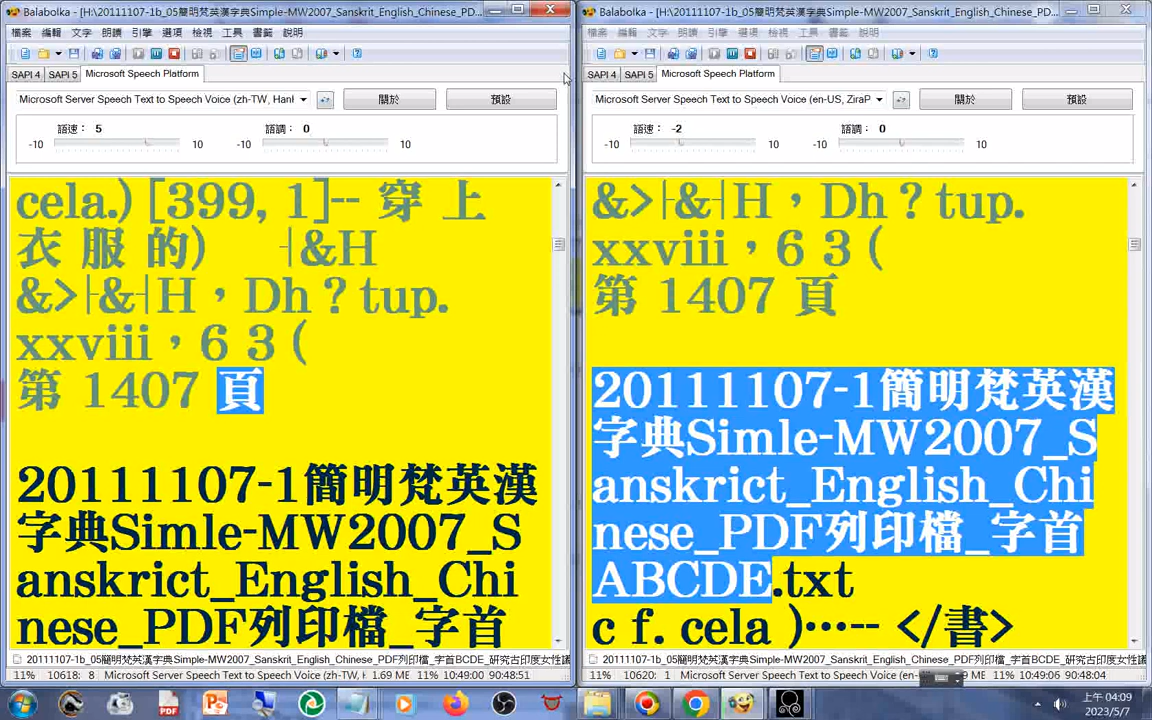 Balabolka - [H:\20111107-1b_05簡明梵英漢字典Simple-MW2007_Sanskrit_English_Chinese_PD...
檔案 編輯 文字 朗讀 引擎 選項 檢視 工具 書籤 說明
SAPI 4 SAPI 5 Microsoft Speech Platform
Microsoft Server Speech Text to Speech Voice (zh-TW, HanH 關於 預設
語速： 5 語調： 0
-10 10 -10 10
cela.) [399, 1]-- 穿 上
衣 服 的) ┤&H
&>├&┤H，Dh？tup.
xxviii，6 3 (
第 1407 頁
20111107-1簡明梵英漢
字典Simle-MW2007_S
anskrict_English_Chi
nese_PDF列印檔_字首
20111107-1b_05簡明梵英漢字典Simple-MW2007_Sanskrit_English_Chinese_PDF列印檔_字首BCDE_研究古印度女性議
11% 10618: 8 Microsoft Server Speech Text to Speech Voice (zh-TW, 1.69 MB 11% 10:49:00 90:48:51
Balabolka - [H:\20111107-1b_05簡明梵英漢字典Simple-MW2007_Sanskrit_English_Chinese_PD...
檔案 編輯 文字 朗讀 引擎 選項 檢視 工具 書籤 說明
SAPI 4 SAPI 5 Microsoft Speech Platform
Microsoft Server Speech Text to Speech Voice (en-US, ZiraP 關於 預設
語速： -2 語調： 0
-10 10 -10 10
&>├&┤H，Dh？tup.
xxviii，6 3 (
第 1407 頁
20111107-1簡明梵英漢
字典Simle-MW2007_S
anskrict_English_Chi
nese_PDF列印檔_字首
ABCDE.txt
c f. cela )…-- </書>
20111107-1b_05簡明梵英漢字典Simple-MW2007_Sanskrit_English_Chinese_PDF列印檔_字首BCDE_研究古印度女性議
11% 10620: 1 Microsoft Server Speech Text to Speech Voice 11% 10:49:06 90:48:04
PDF
上午 04:09
2023/5/7